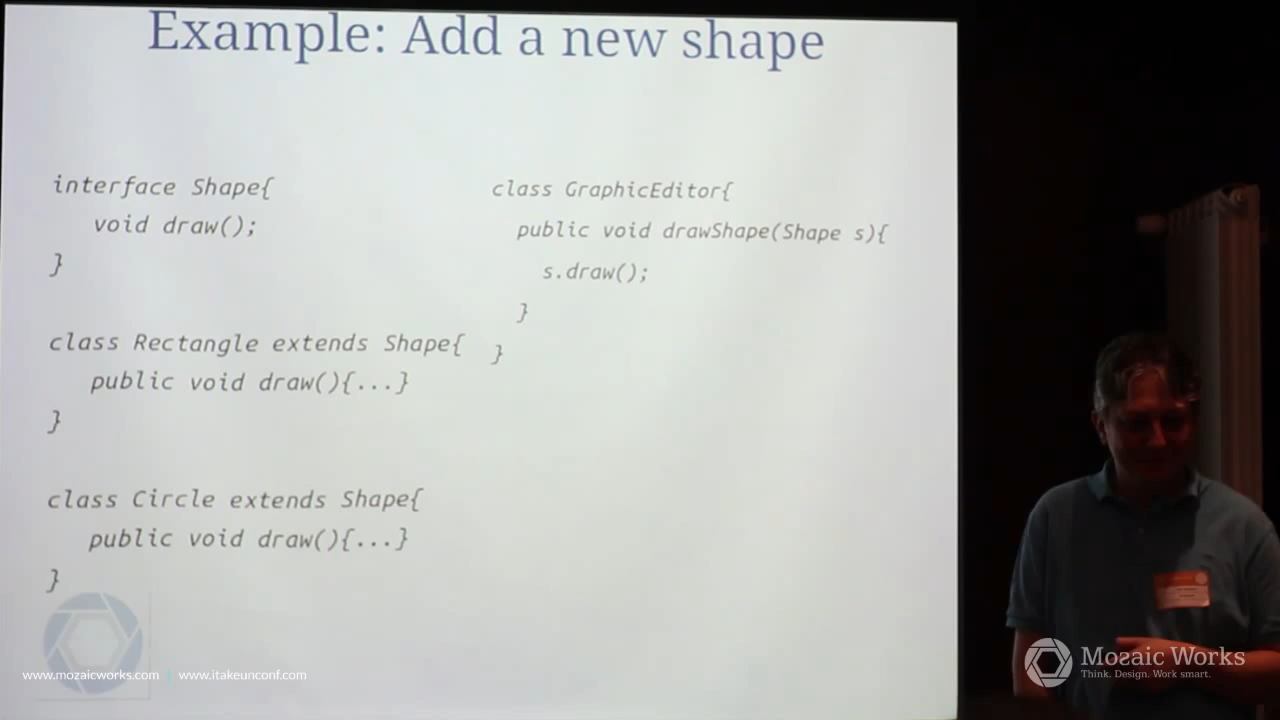 Example: Add a new shape
interface Shape{
void draw();
}
class Rectangle extends Shape{
public void draw(){...}
}
class Circle extends Shape{
public void draw(){...}
}
class GraphicEditor{
public void drawShape(Shape s){
s.draw();
}
}
www.mozaicworks.com | www.itakeunconf.com
Mozaic Works
Think. Design. Work smart.